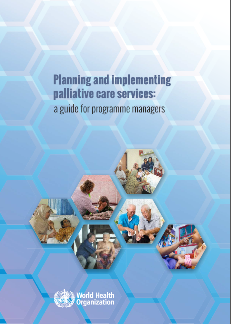 Planning and implementing
palliative care services:
a guide for programme managers
World Health
Organization